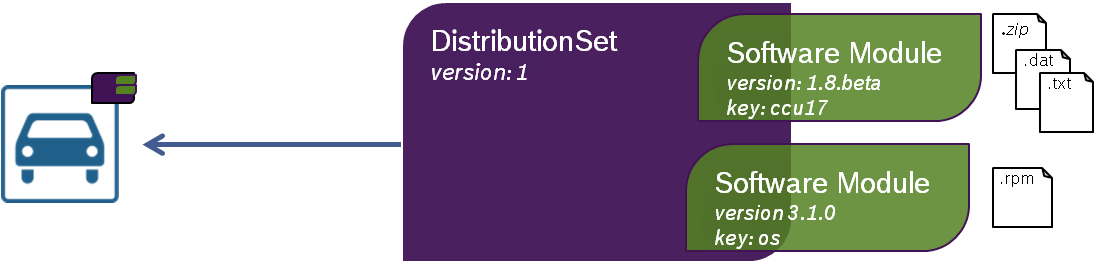 DistributionSet
version: 1
Software Module
version: 1.8.beta
key: ccu17
.zip
.dat
.txt
Software Module
version 3.1.0
key: os
.rpm